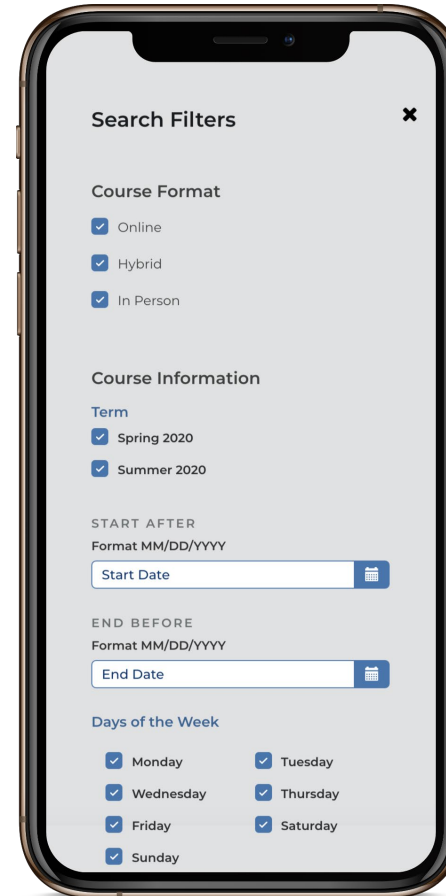 Search Filters
Course Format
Online
Hybrid
In Person
Course Information
Term
Spring 2020
Summer 2020
START AFTER
Format MM/DD/YYYY
Start Date
END BEFORE
Format MM/DD/YYYY
End Date
Days of the Week
Monday Tuesday
Wednesday Thursday
Friday Saturday
Sunday